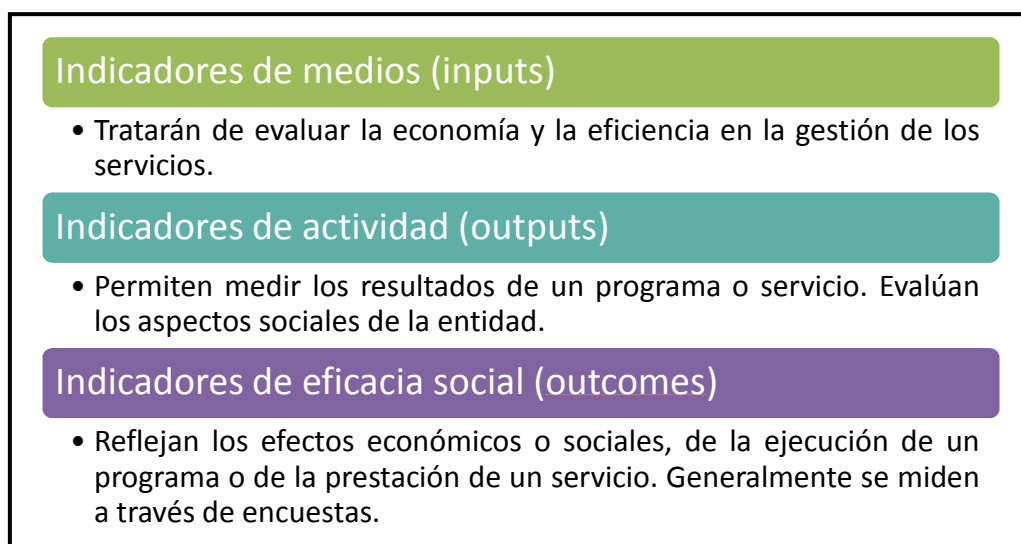 Indicadores de medios (inputs)
• Tratarán de evaluar la economía y la eficiencia en la gestión de los
servicios.
Indicadores de actividad (outputs)
• Permiten medir los resultados de un programa o servicio. Evalúan
los aspectos sociales de la entidad.
Indicadores de eficacia social (outcomes)
• Reflejan los efectos económicos o sociales, de la ejecución de un
programa o de la prestación de un servicio. Generalmente se miden
a través de encuestas.